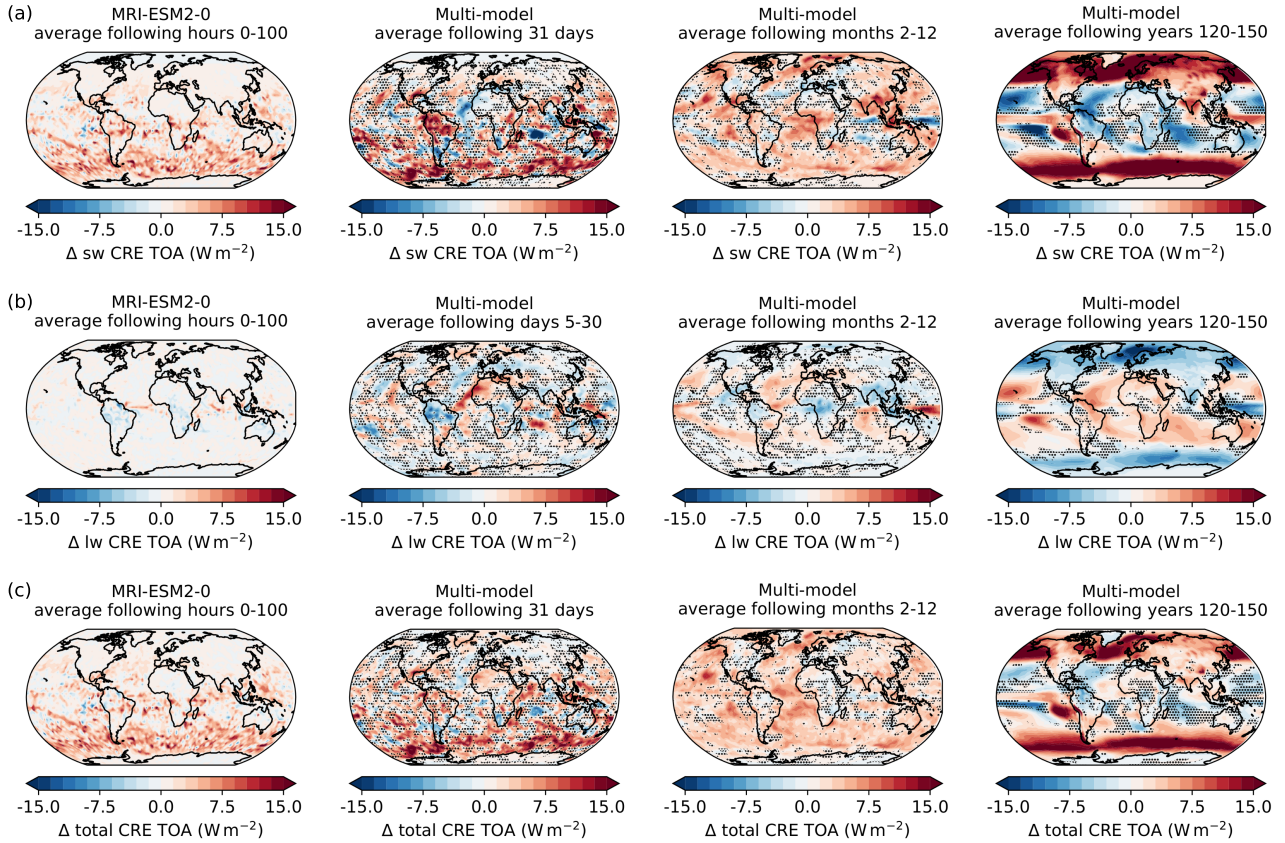 (a)
MRI-ESM2-0
average following hours 0-100
Multi-model
average following 31 days
Multi-model
average following months 2-12
Multi-model
average following years 120-150
-15.0 -7.5 0.0 7.5 15.0
-15.0 -7.5 0.0 7.5 15.0
-15.0 -7.5 0.0 7.5 15.0
-15.0 -7.5 0.0 7.5 15.0
Δ sw CRE TOA (W m⁻²)
Δ sw CRE TOA (W m⁻²)
Δ sw CRE TOA (W m⁻²)
Δ sw CRE TOA (W m⁻²)
(b)
MRI-ESM2-0
average following hours 0-100
Multi-model
average following days 5-30
Multi-model
average following months 2-12
Multi-model
average following years 120-150
-15.0 -7.5 0.0 7.5 15.0
-15.0 -7.5 0.0 7.5 15.0
-15.0 -7.5 0.0 7.5 15.0
-15.0 -7.5 0.0 7.5 15.0
Δ lw CRE TOA (W m⁻²)
Δ lw CRE TOA (W m⁻²)
Δ lw CRE TOA (W m⁻²)
Δ lw CRE TOA (W m⁻²)
(c)
MRI-ESM2-0
average following hours 0-100
Multi-model
average following 31 days
Multi-model
average following months 2-12
Multi-model
average following years 120-150
-15.0 -7.5 0.0 7.5 15.0
-15.0 -7.5 0.0 7.5 15.0
-15.0 -7.5 0.0 7.5 15.0
-15.0 -7.5 0.0 7.5 15.0
Δ total CRE TOA (W m⁻²)
Δ total CRE TOA (W m⁻²)
Δ total CRE TOA (W m⁻²)
Δ total CRE TOA (W m⁻²)